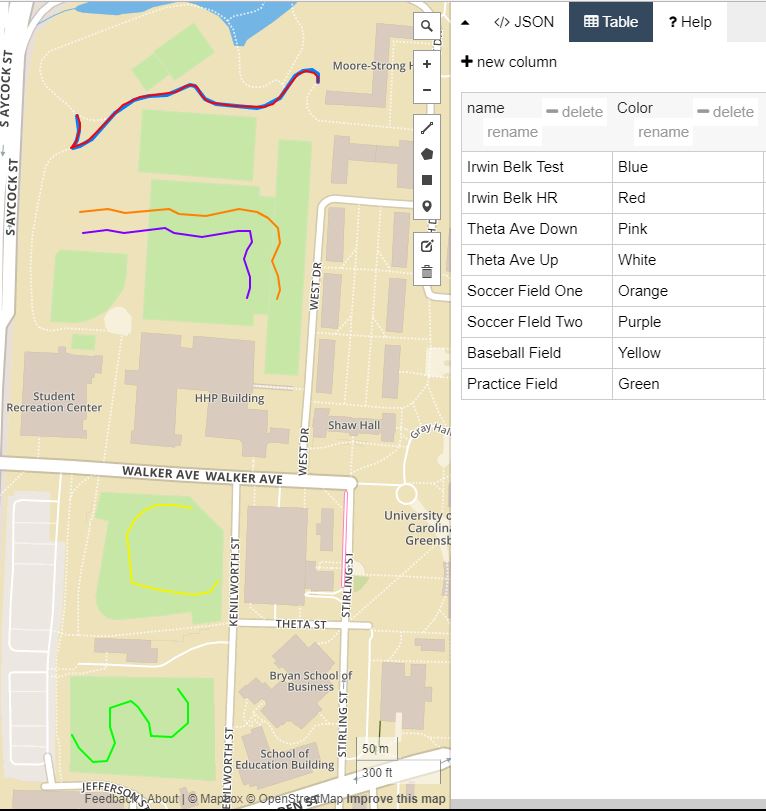 </> JSON
Table
? Help
new column
name
delete
rename
Color
delete
rename
Irwin Belk Test Blue
Irwin Belk HR Red
Theta Ave Down Pink
Theta Ave Up White
Soccer Field One Orange
Soccer FIeld Two Purple
Baseball Field Yellow
Practice Field Green
S AYCOCK ST
S AYCOCK ST
Moore-Strong H
WEST DR
Student
Recreation Center
HHP Building
Shaw Hall
Gray Hall
WEST DR
WALKER AVE WALKER AVE
University o
Carolina
Greensb
KENILWORTH ST
STIRLING ST
THETA ST
Bryan School of
Business
STIRLING ST
KENILWORTH ST
School of
Education Building
JEFFERSON ST
50 m
300 ft
Feedback About | © Mapbox © OpenStreetMap Improve this map